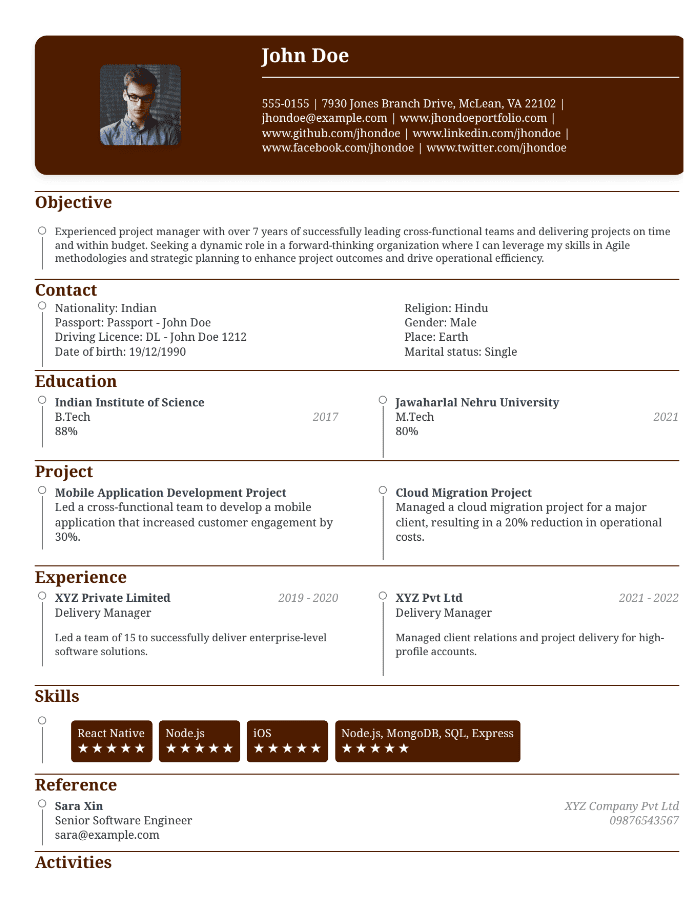 John Doe
555-0155 | 7930 Jones Branch Drive, McLean, VA 22102 |
jhondoe@example.com | www.jhondoeportfolio.com |
www.github.com/jhondoe | www.linkedin.com/jhondoe |
www.facebook.com/jhondoe | www.twitter.com/jhondoe
Objective
Experienced project manager with over 7 years of successfully leading cross-functional teams and delivering projects on time
and within budget. Seeking a dynamic role in a forward-thinking organization where I can leverage my skills in Agile
methodologies and strategic planning to enhance project outcomes and drive operational efficiency.
Contact
Nationality: Indian
Passport: Passport - John Doe
Driving Licence: DL - John Doe 1212
Date of birth: 19/12/1990
Religion: Hindu
Gender: Male
Place: Earth
Marital status: Single
Education
Indian Institute of Science
B.Tech 2017
88%
Jawaharlal Nehru University
M.Tech 2021
80%
Project
Mobile Application Development Project
Led a cross-functional team to develop a mobile
application that increased customer engagement by
30%.
Cloud Migration Project
Managed a cloud migration project for a major
client, resulting in a 20% reduction in operational
costs.
Experience
XYZ Private Limited 2019 - 2020
Delivery Manager
Led a team of 15 to successfully deliver enterprise-level
software solutions.
XYZ Pvt Ltd 2021 - 2022
Delivery Manager
Managed client relations and project delivery for high-
profile accounts.
Skills
React Native
★★★★★
Node.js
★★★★★
iOS
★★★★★
Node.js, MongoDB, SQL, Express
★★★★★
Reference
Sara Xin XYZ Company Pvt Ltd
Senior Software Engineer 09876543567
sara@example.com
Activities